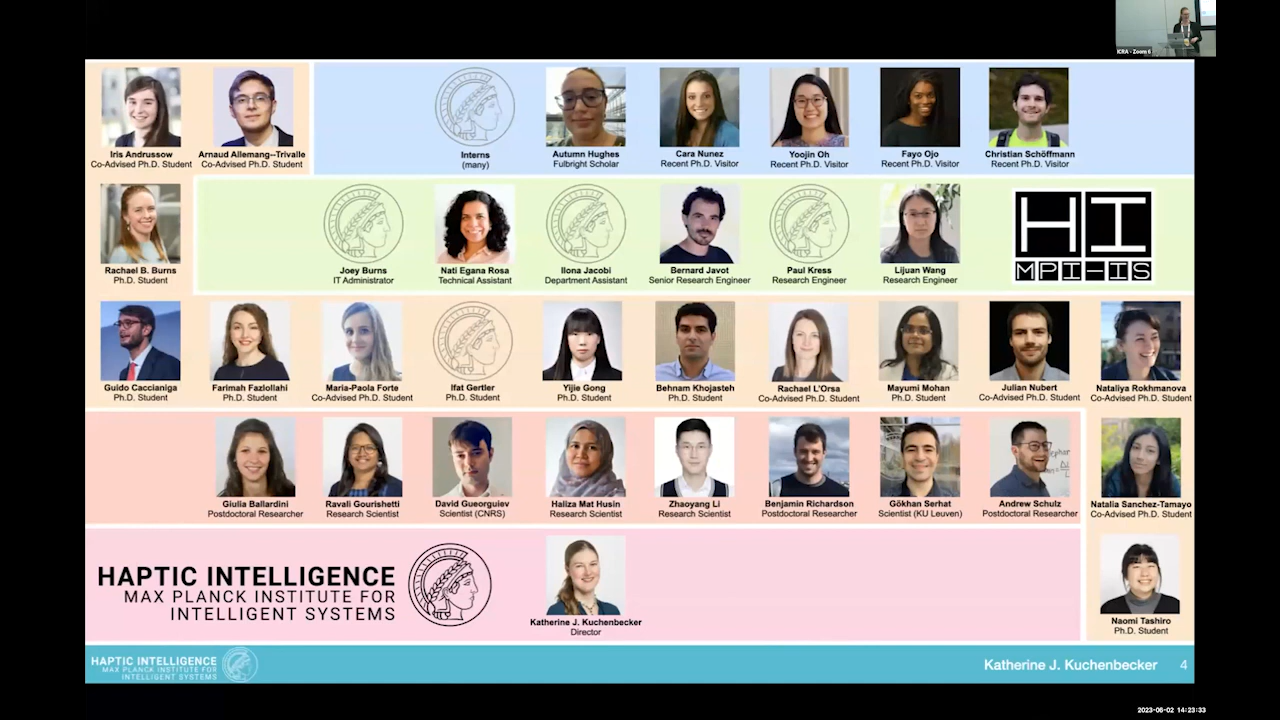 ICRA - Zoom 6
Iris Andrussow
Co-Advised Ph.D. Student
Arnaud Allemang--Trivalle
Co-Advised Ph.D. Student
Interns
(many)
Autumn Hughes
Fulbright Scholar
Cara Nunez
Recent Ph.D. Visitor
Yoojin Oh
Recent Ph.D. Visitor
Fayo Ojo
Recent Ph.D. Visitor
Christian Schöffmann
Recent Ph.D. Visitor
Rachael B. Burns
Ph.D. Student
Joey Burns
IT Administrator
Nati Egana Rosa
Technical Assistant
Ilona Jacobi
Department Assistant
Bernard Javot
Senior Research Engineer
Paul Kress
Research Engineer
Lijuan Wang
Research Engineer
HI
MPI-IS
Guido Caccianiga
Ph.D. Student
Farimah Fazlollahi
Ph.D. Student
Maria-Paola Forte
Co-Advised Ph.D. Student
Ifat Gertler
Ph.D. Student
Yijie Gong
Ph.D. Student
Behnam Khojasteh
Ph.D. Student
Rachael L'Orsa
Co-Advised Ph.D. Student
Mayumi Mohan
Ph.D. Student
Julian Nubert
Co-Advised Ph.D. Student
Nataliya Rokhmanova
Co-Advised Ph.D. Student
Giulia Ballardini
Postdoctoral Researcher
Ravali Gourishetti
Research Scientist
David Gueorguiev
Scientist (CNRS)
Haliza Mat Husin
Research Scientist
Zhaoyang Li
Research Scientist
Benjamin Richardson
Postdoctoral Researcher
Gökhan Serhat
Scientist (KU Leuven)
Andrew Schulz
Postdoctoral Researcher
Natalia Sanchez-Tamayo
Co-Advised Ph.D. Student
HAPTIC INTELLIGENCE
MAX PLANCK INSTITUTE FOR
INTELLIGENT SYSTEMS
Katherine J. Kuchenbecker
Director
Naomi Tashiro
Ph.D. Student
HAPTIC INTELLIGENCE
MAX PLANCK INSTITUTE FOR
INTELLIGENT SYSTEMS
Katherine J. Kuchenbecker 4
2023-06-02 14:23:33